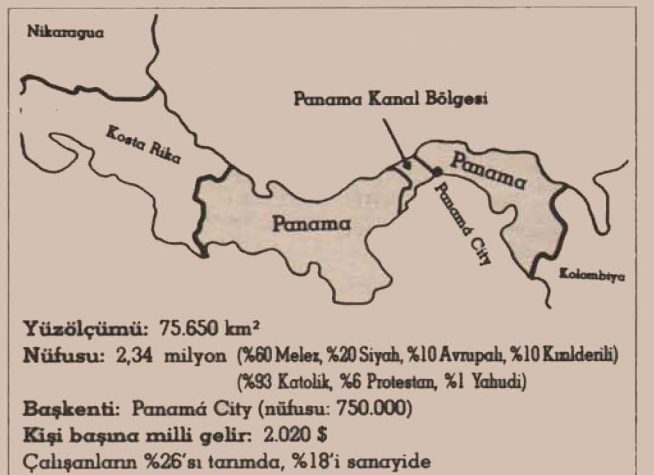 Nikaragua
Panama Kanal Bölgesi
Kosta Rika
Panama
Panama
Panamá City
Kolombiya
Yüzölçümü: 75.650 km²
Nüfusu: 2,34 milyon (%60 Melez, %20 Siyah, %10 Avrupalı, %10 Kızılderili)
(%93 Katolik, %6 Protestan, %1 Yahudi)
Başkenti: Panamá City (nüfusu: 750.000)
Kişi başına milli gelir: 2.020 $
Çalışanların %26'sı tarımda, %18'i sanayide